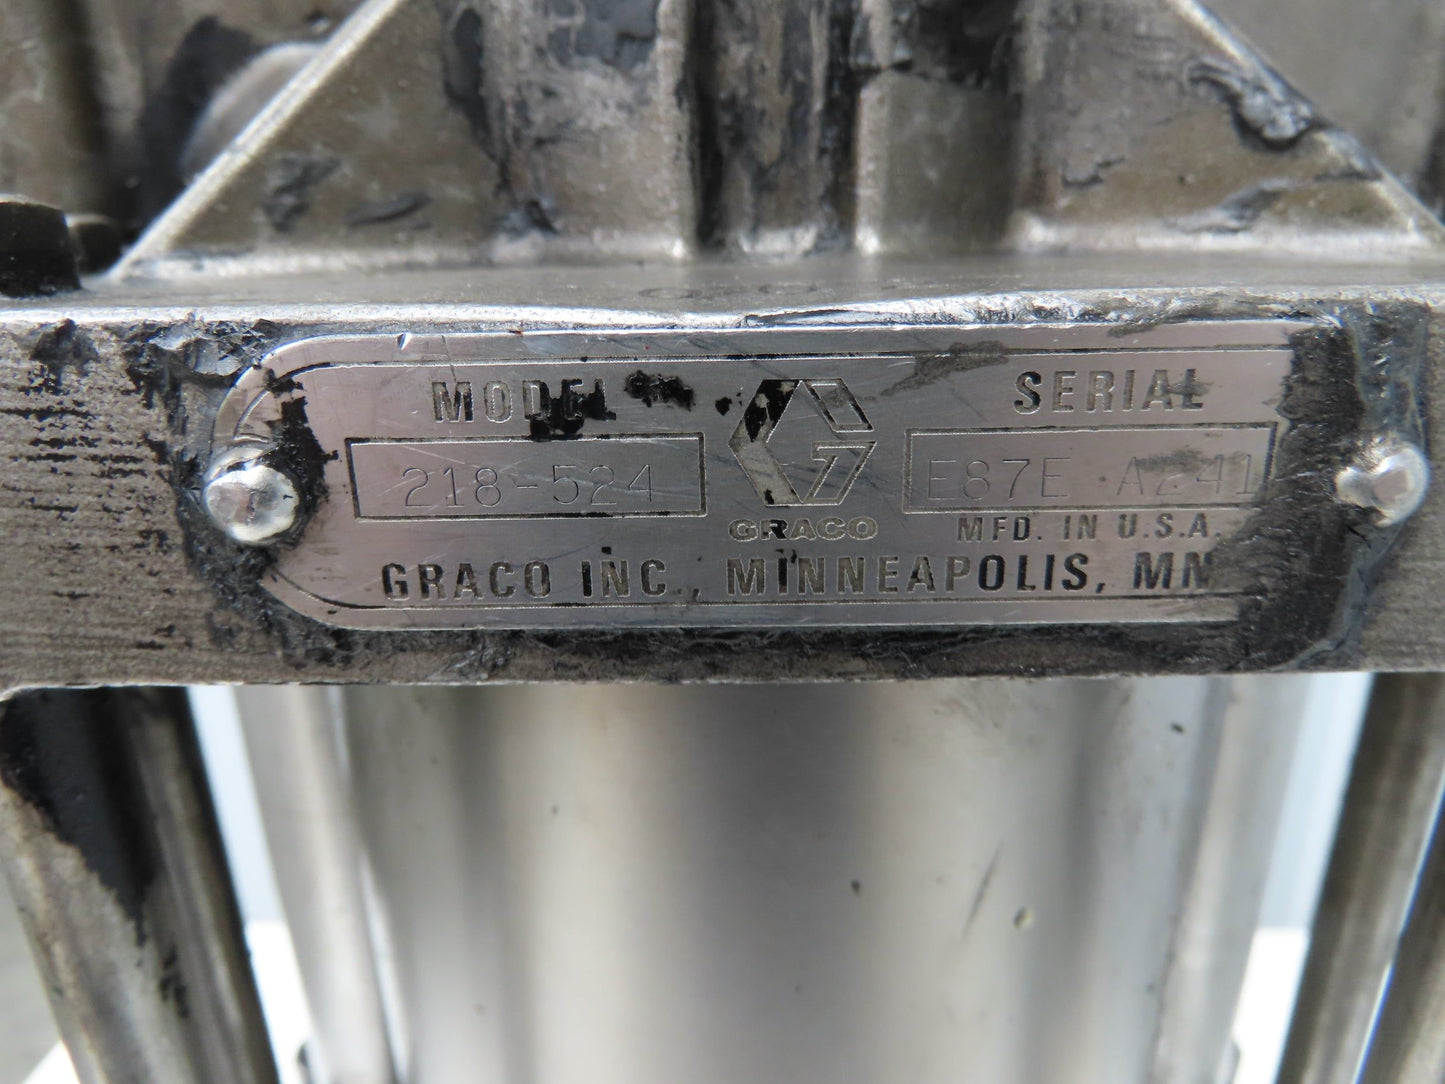 MODEL SERIAL
218-524 E87E A241
GRACO MFD. IN U.S.A.
GRACO INC., MINNEAPOLIS, MN